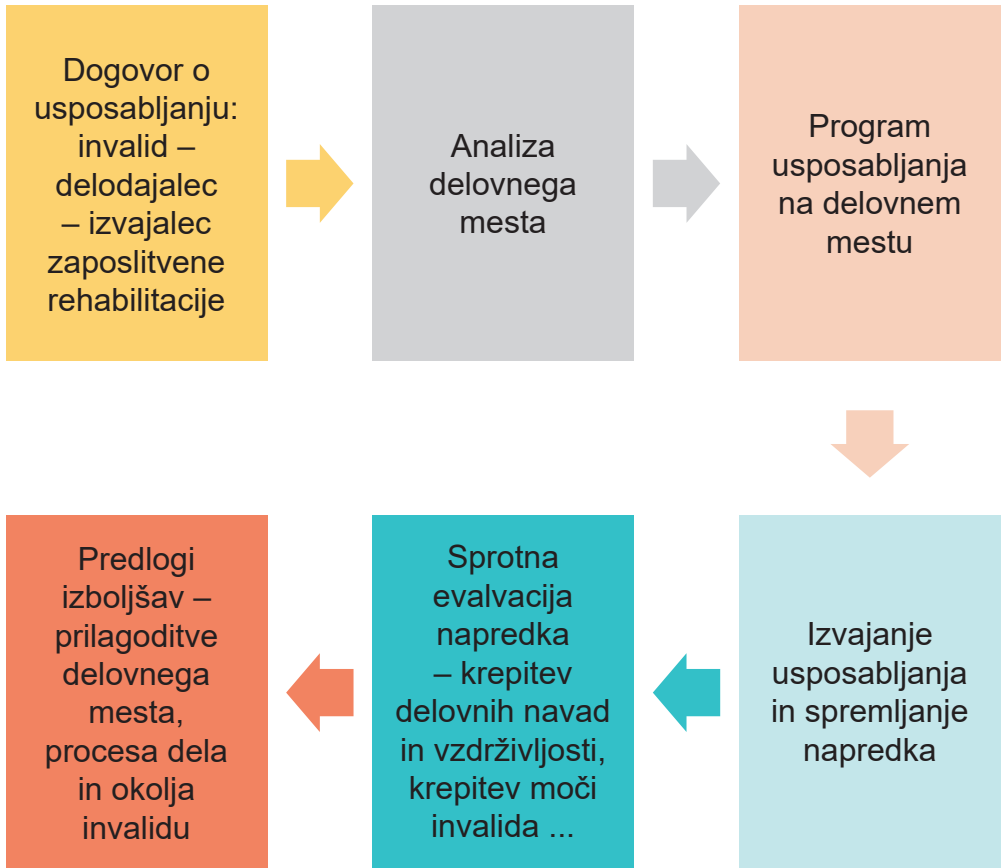 Dogovor o
usposabljanju:
invalid –
delodajalec
– izvajalec
zaposlitvene
rehabilitacije
Analiza
delovnega
mesta
Program
usposabljanja
na delovnem
mestu
Izvajanje
usposabljanja
in spremljanje
napredka
Sprotna
evalvacija
napredka
– krepitev
delovnih navad
in vzdržljivosti,
krepitev moči
invalida ...
Predlogi
izboljšav –
prilagoditve
delovnega
mesta,
procesa dela
in okolja
invalidu